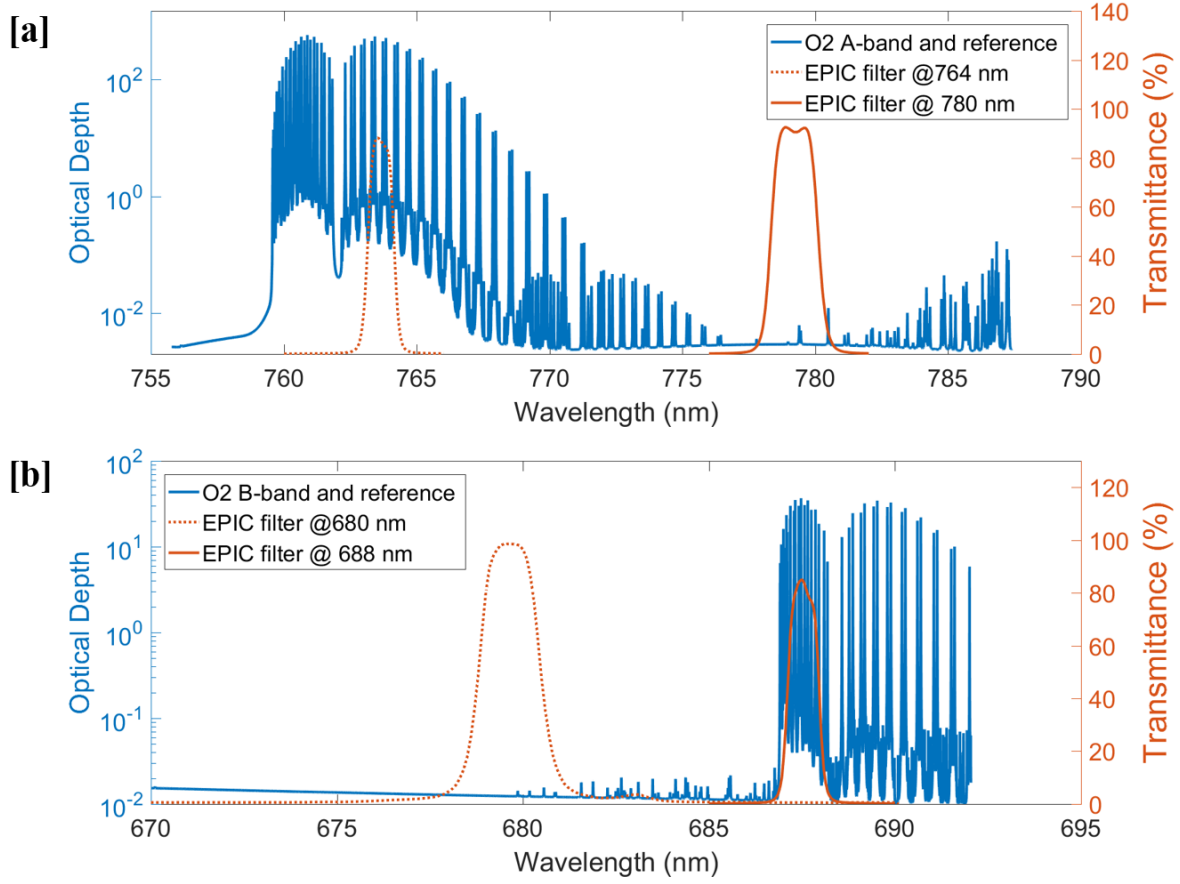 [a]
O2 A-band and reference
EPIC filter @764 nm
EPIC filter @ 780 nm
Optical Depth
10^2
10^0
10^-2
Transmittance (%)
140
120
100
80
60
40
20
0
755 760 765 770 775 780 785 790
Wavelength (nm)
[b]
O2 B-band and reference
EPIC filter @680 nm
EPIC filter @ 688 nm
Optical Depth
10^2
10^1
10^0
10^-1
10^-2
Transmittance (%)
120
100
80
60
40
20
0
670 675 680 685 690 695
Wavelength (nm)